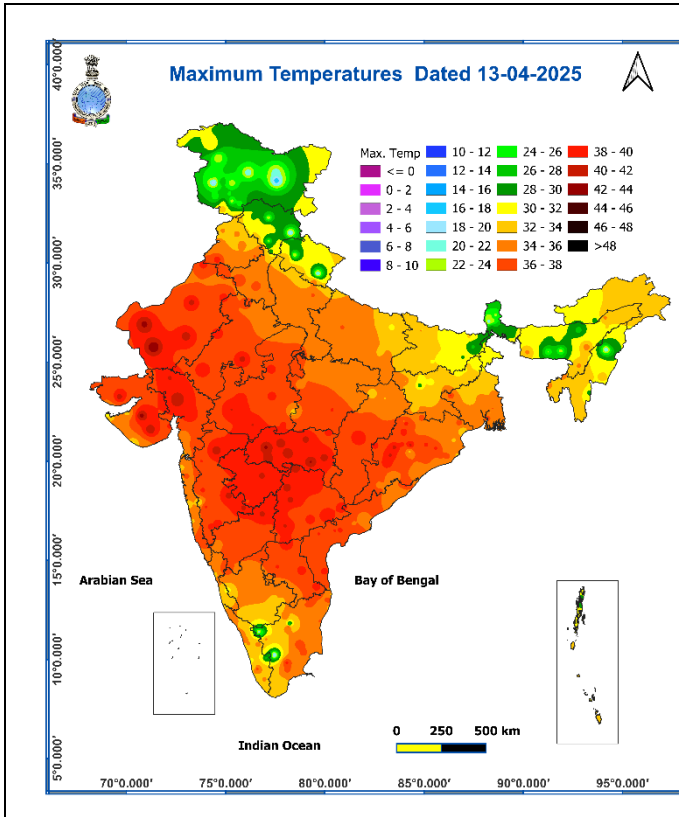 Maximum Temperatures Dated 13-04-2025
Max. Temp
<= 0
0 - 2
2 - 4
4 - 6
6 - 8
8 - 10
10 - 12
12 - 14
14 - 16
16 - 18
18 - 20
20 - 22
22 - 24
24 - 26
26 - 28
28 - 30
30 - 32
32 - 34
34 - 36
36 - 38
38 - 40
40 - 42
42 - 44
44 - 46
46 - 48
>48
40°0.000'
35°0.000'
30°0.000'
25°0.000'
20°0.000'
15°0.000'
10°0.000'
5°0.000'
Arabian Sea
Bay of Bengal
Indian Ocean
0 250 500 km
70°0.000' 75°0.000' 80°0.000' 85°0.000' 90°0.000' 95°0.000'